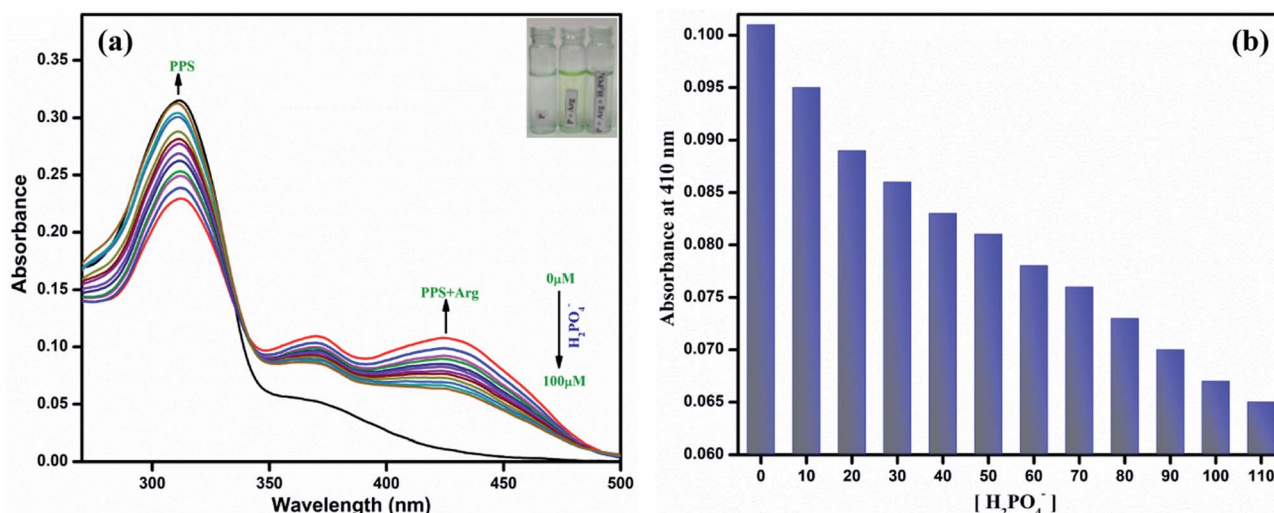 (a)
PPS
PPS+Arg
0µM
H₂PO₄⁻
100µM
P
P + Arg
P + Arg + H₂PO₄
0.35
0.30
0.25
0.20
0.15
0.10
0.05
0.00
Absorbance
300 350 400 450 500
Wavelength (nm)
(b)
0.100
0.095
0.090
0.085
0.080
0.075
0.070
0.065
0.060
Absorbance at 410 nm
0 10 20 30 40 50 60 70 80 90 100 110
[ H₂PO₄⁻ ]